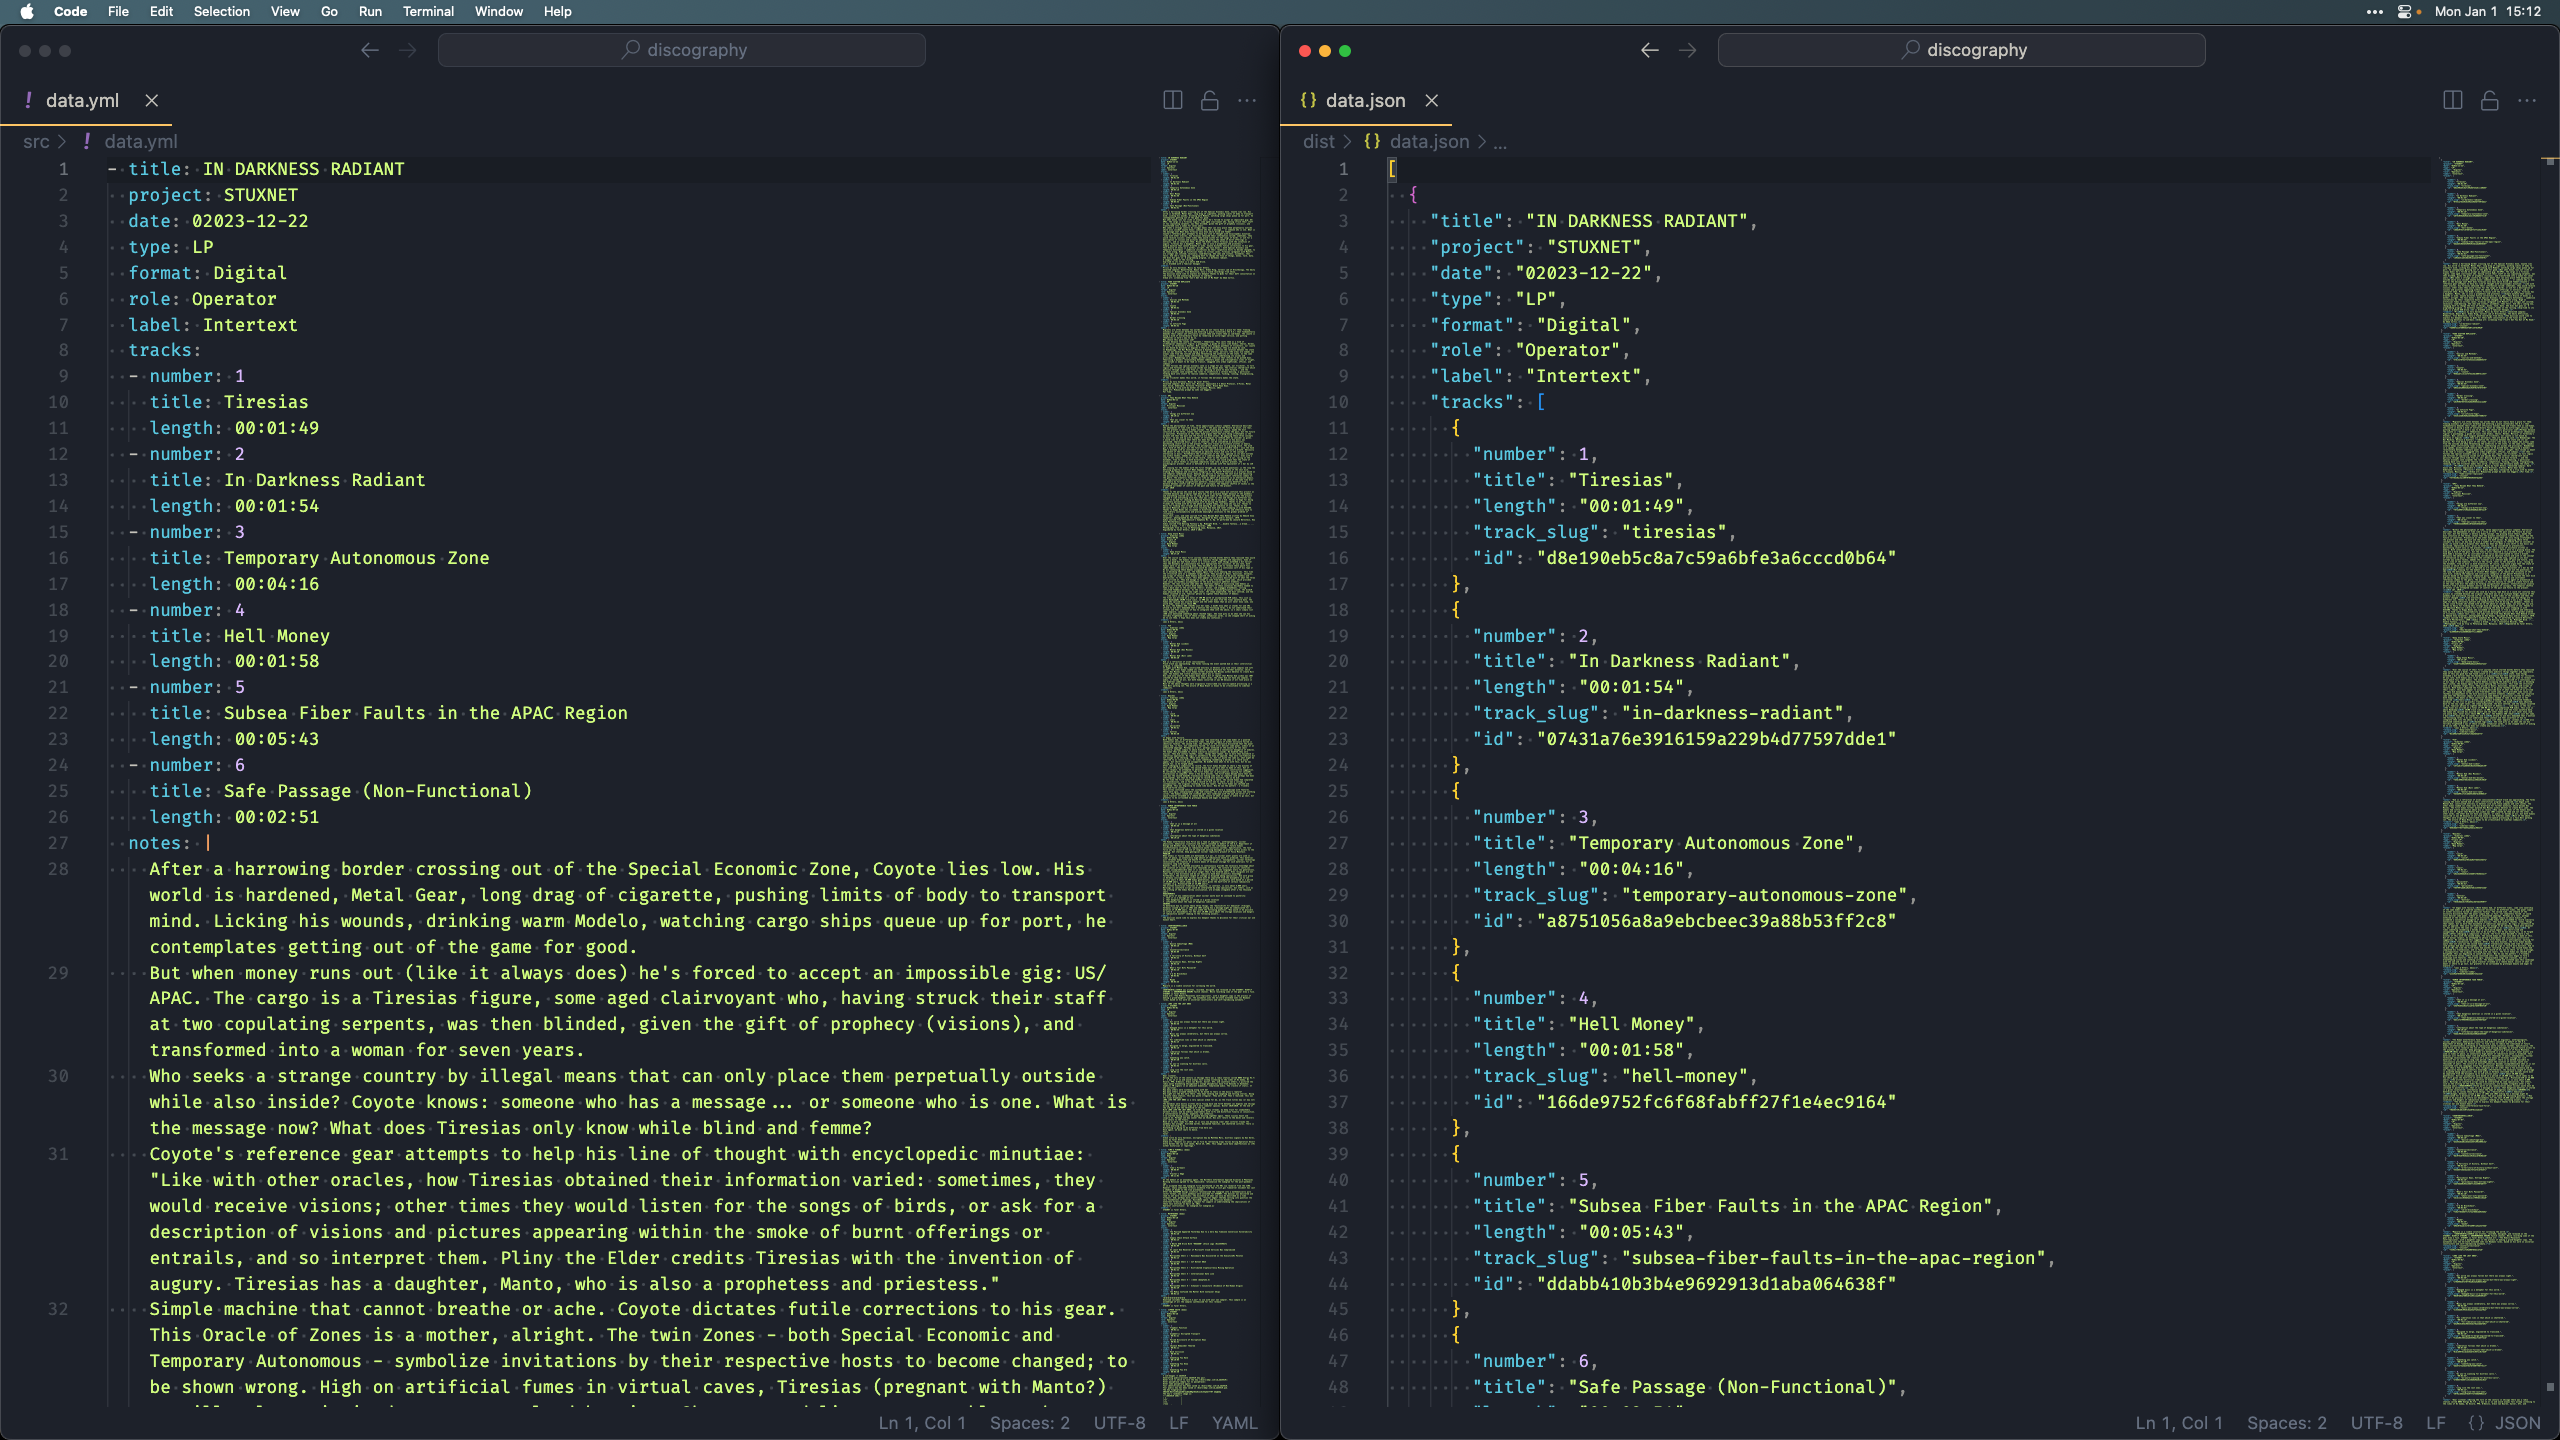 Code File Edit Selection View Go Run Terminal Window Help
Mon Jan 1 15:12
discography
data.yml
src
data.yml
1 - title: IN DARKNESS RADIANT
2 project: STUXNET
3 date: 02023-12-22
4 type: LP
5 format: Digital
6 role: Operator
7 label: Intertext
8 tracks:
9 - number: 1
10 title: Tiresias
11 length: 00:01:49
12 - number: 2
13 title: In Darkness Radiant
14 length: 00:01:54
15 - number: 3
16 title: Temporary Autonomous Zone
17 length: 00:04:16
18 - number: 4
19 title: Hell Money
20 length: 00:01:58
21 - number: 5
22 title: Subsea Fiber Faults in the APAC Region
23 length: 00:05:43
24 - number: 6
25 title: Safe Passage (Non-Functional)
26 length: 00:02:51
27 notes: |
28 After a harrowing border crossing out of the Special Economic Zone, Coyote lies low. His
world is hardened, Metal Gear, long drag of cigarette, pushing limits of body to transport
mind. Licking his wounds, drinking warm Modelo, watching cargo ships queue up for port, he
contemplates getting out of the game for good.
29 But when money runs out (like it always does) he's forced to accept an impossible gig: US/
APAC. The cargo is a Tiresias figure, some aged clairvoyant who, having struck their staff
at two copulating serpents, was then blinded, given the gift of prophecy (visions), and
transformed into a woman for seven years.
30 Who seeks a strange country by illegal means that can only place them perpetually outside
while also inside? Coyote knows: someone who has a message... or someone who is one. What is
the message now? What does Tiresias only know while blind and femme?
31 Coyote's reference gear attempts to help his line of thought with encyclopedic minutiae:
"Like with other oracles, how Tiresias obtained their information varied: sometimes, they
would receive visions; other times they would listen for the songs of birds, or ask for a
description of visions and pictures appearing within the smoke of burnt offerings or
entrails, and so interpret them. Pliny the Elder credits Tiresias with the invention of
augury. Tiresias has a daughter, Manto, who is also a prophetess and priestess."
32 Simple machine that cannot breathe or ache. Coyote dictates futile corrections to his gear.
This Oracle of Zones is a mother, alright. The twin Zones - both Special Economic and
Temporary Autonomous - symbolize invitations by their respective hosts to become changed; to
be shown wrong. High on artificial fumes in virtual caves, Tiresias (pregnant with Manto?)
Ln 1, Col 1 Spaces: 2 UTF-8 LF YAML
discography
{} data.json
dist > {} data.json > ...
1 [
2 {
3 "title": "IN DARKNESS RADIANT",
4 "project": "STUXNET",
5 "date": "02023-12-22",
6 "type": "LP",
7 "format": "Digital",
8 "role": "Operator",
9 "label": "Intertext",
10 "tracks": [
11 {
12 "number": 1,
13 "title": "Tiresias",
14 "length": "00:01:49",
15 "track_slug": "tiresias",
16 "id": "d8e190eb5c8a7c59a6bfe3a6cccd0b64"
17 },
18 {
19 "number": 2,
20 "title": "In Darkness Radiant",
21 "length": "00:01:54",
22 "track_slug": "in-darkness-radiant",
23 "id": "07431a76e3916159a229b4d77597dde1"
24 },
25 {
26 "number": 3,
27 "title": "Temporary Autonomous Zone",
28 "length": "00:04:16",
29 "track_slug": "temporary-autonomous-zone",
30 "id": "a8751056a8a9ebcbeec39a88b53ff2c8"
31 },
32 {
33 "number": 4,
34 "title": "Hell Money",
35 "length": "00:01:58",
36 "track_slug": "hell-money",
37 "id": "166de9752fc6f68fabff27f1e4ec9164"
38 },
39 {
40 "number": 5,
41 "title": "Subsea Fiber Faults in the APAC Region",
42 "length": "00:05:43",
43 "track_slug": "subsea-fiber-faults-in-the-apac-region",
44 "id": "ddabb410b3b4e9692913d1aba064638f"
45 },
46 {
47 "number": 6,
48 "title": "Safe Passage (Non-Functional)",
Ln 1, Col 1 Spaces: 2 UTF-8 LF {} JSON